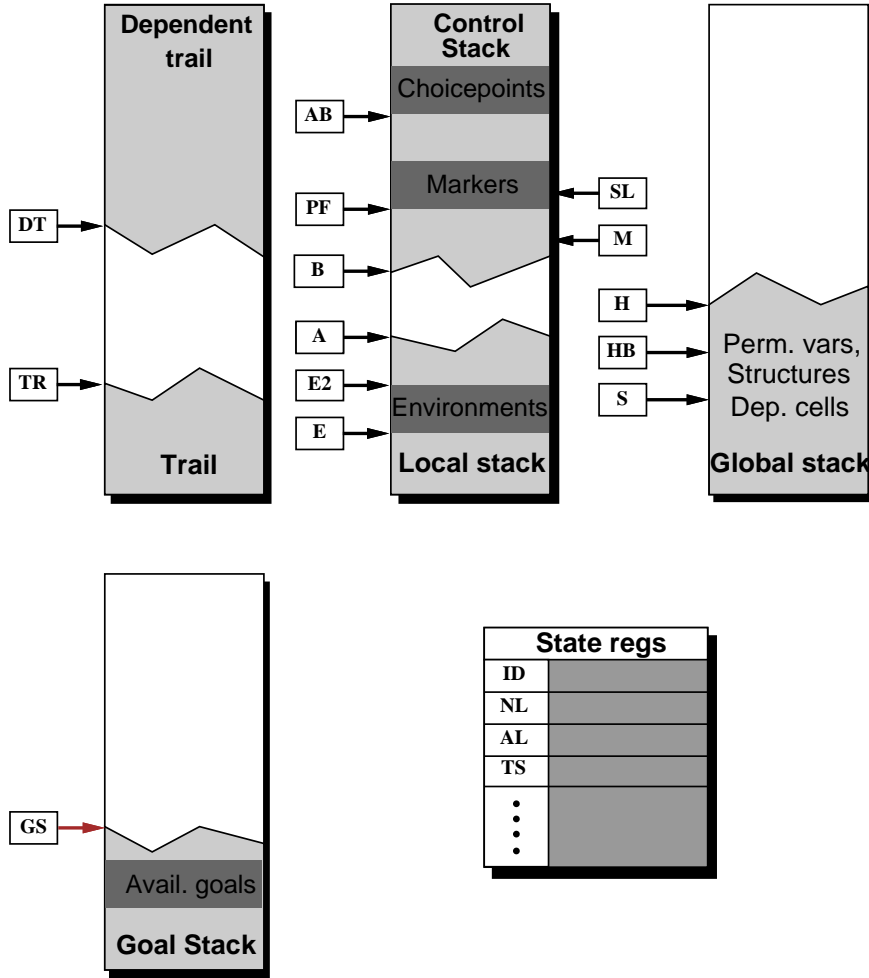 Dependent
trail
DT
TR
Trail
Control
Stack
Choicepoints
AB
Markers
PF
SL
M
B
A
E2
Environments
E
Local stack
H
HB
S
Perm. vars,
Structures
Dep. cells
Global stack
GS
Avail. goals
Goal Stack
State regs
ID
NL
AL
TS